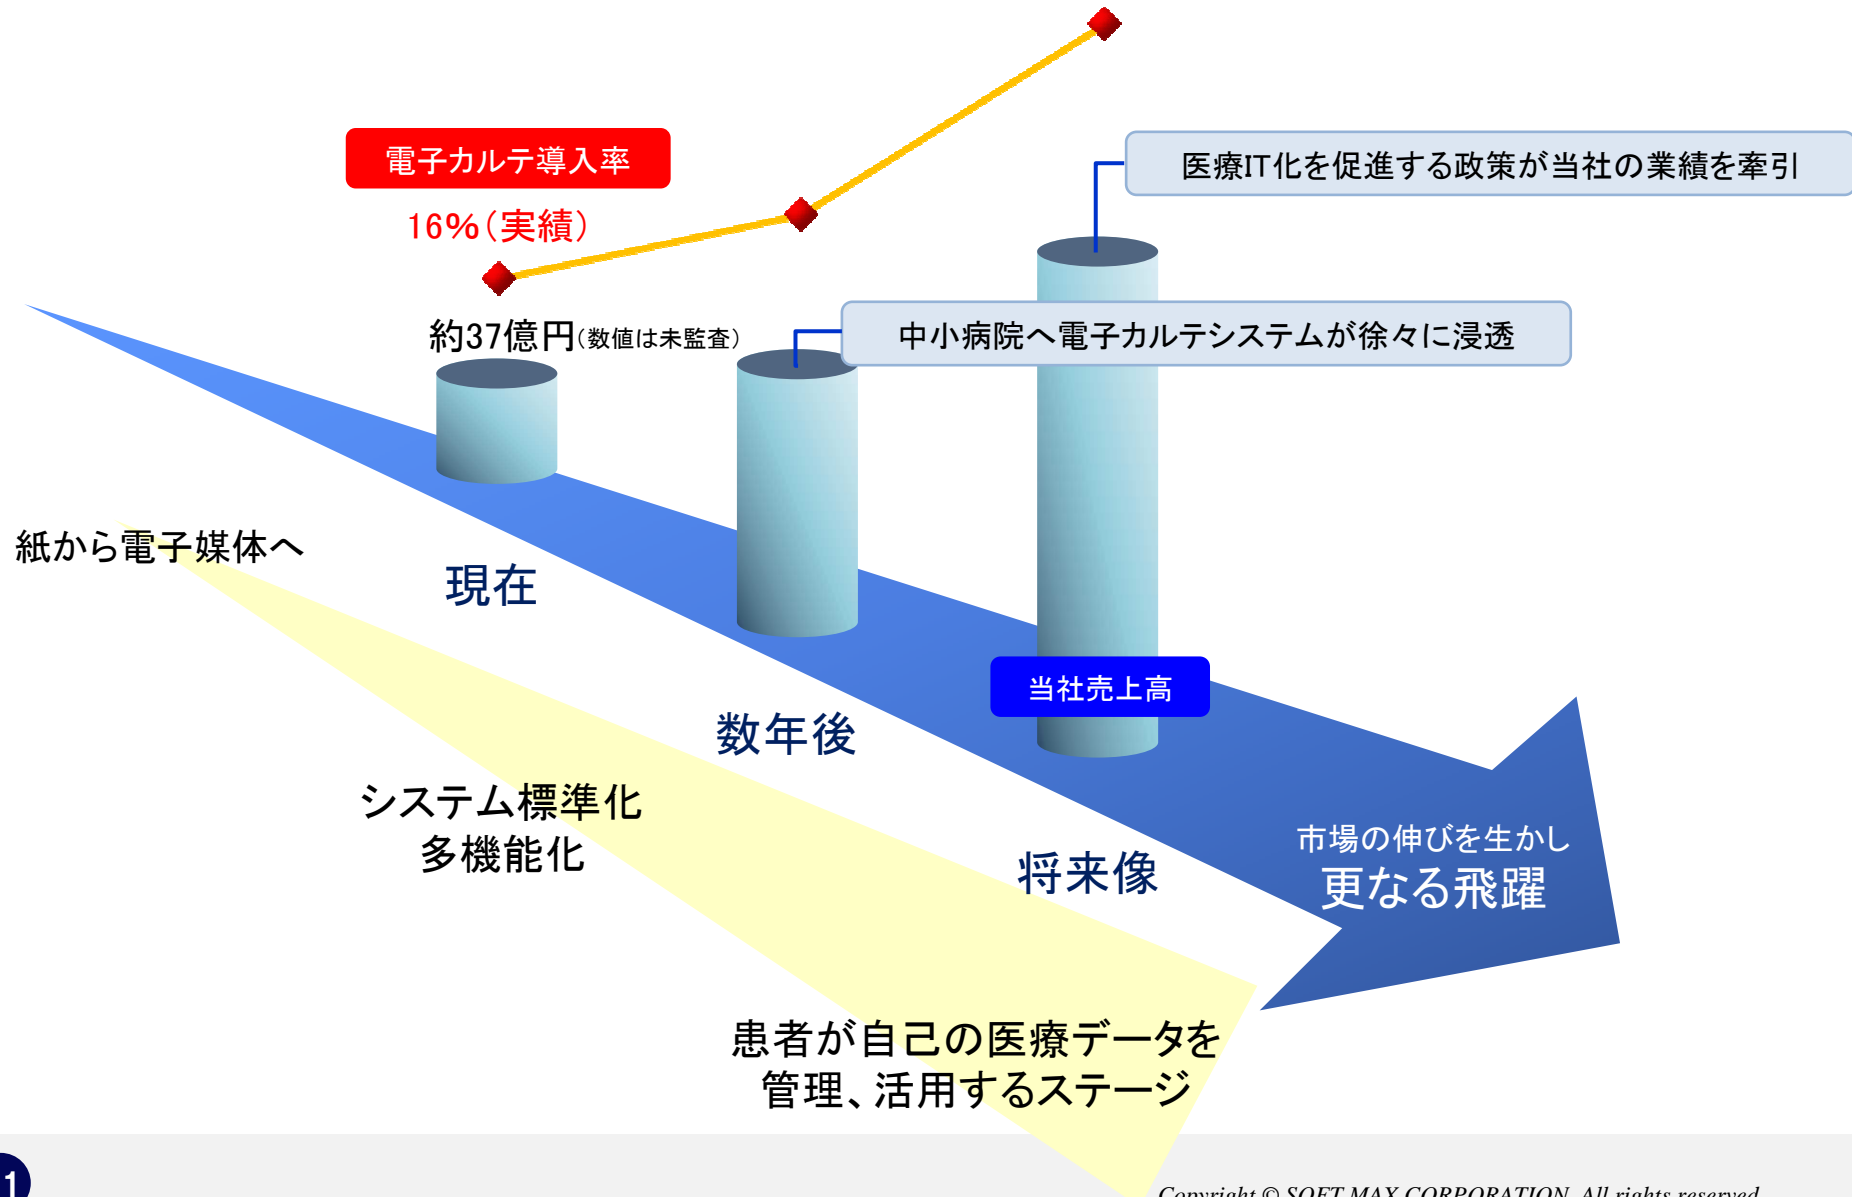 電子カルテ導入率
16%（実績）
医療IT化を促進する政策が当社の業績を牽引
約37億円（数値は未監査）
中小病院へ電子カルテシステムが徐々に浸透
紙から電子媒体へ
現在
当社売上高
数年後
システム標準化
多機能化
将来像
市場の伸びを生かし
更なる飛躍
患者が自己の医療データを
管理、活用するステージ
1
Copyright © SOFT MAX CORPORATION. All rights reserved